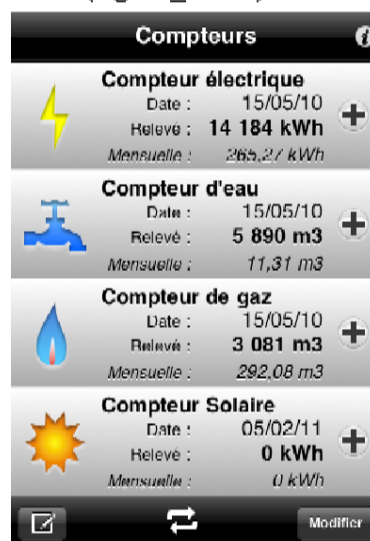 Compteurs
Compteur électrique
Date : 15/05/10
Relevé : 14 184 kWh
Mensuelle : 265,27 kWh
Compteur d'eau
Date : 15/05/10
Relevé : 5 890 m3
Mensuelle : 11,31 m3
Compteur de gaz
Date : 15/05/10
Relevé : 3 081 m3
Mensuelle : 292,08 m3
Compteur Solaire
Date : 05/02/11
Relevé : 0 kWh
Mensuelle : 0 kWh
Modifier